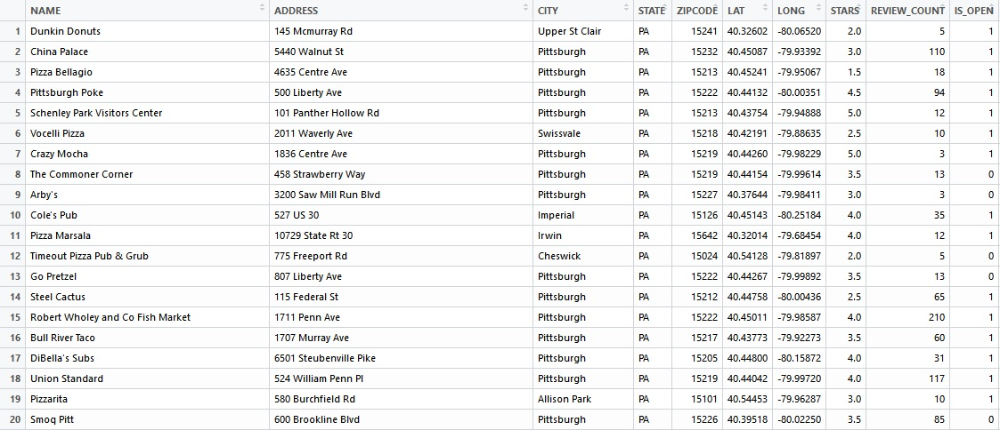 NAME ADDRESS CITY STATE ZIPCODE LAT LONG STARS REVIEW_COUNT IS_OPEN
1 Dunkin Donuts 145 Mcmurray Rd Upper St Clair PA 15241 40.32602 -80.06520 2.0 5 1
2 China Palace 5440 Walnut St Pittsburgh PA 15232 40.45087 -79.93392 3.0 110 1
3 Pizza Bellagio 4635 Centre Ave Pittsburgh PA 15213 40.45241 -79.95067 1.5 18 1
4 Pittsburgh Poke 500 Liberty Ave Pittsburgh PA 15222 40.44132 -80.00351 4.5 94 1
5 Schenley Park Visitors Center 101 Panther Hollow Rd Pittsburgh PA 15213 40.43754 -79.94888 5.0 12 1
6 Vocelli Pizza 2011 Waverly Ave Swissvale PA 15218 40.42191 -79.88635 2.5 10 1
7 Crazy Mocha 1836 Centre Ave Pittsburgh PA 15219 40.44260 -79.98229 5.0 3 1
8 The Commoner Corner 458 Strawberry Way Pittsburgh PA 15219 40.44154 -79.99614 3.5 13 0
9 Arby's 3200 Saw Mill Run Blvd Pittsburgh PA 15227 40.37644 -79.98411 3.0 3 0
10 Cole's Pub 527 US 30 Imperial PA 15126 40.45143 -80.25184 4.0 35 1
11 Pizza Marsala 10729 State Rt 30 Irwin PA 15642 40.32014 -79.68454 4.0 12 1
12 Timeout Pizza Pub & Grub 775 Freeport Rd Cheswick PA 15024 40.54128 -79.81897 2.0 5 0
13 Go Pretzel 807 Liberty Ave Pittsburgh PA 15222 40.44267 -79.99892 3.5 13 0
14 Steel Cactus 115 Federal St Pittsburgh PA 15212 40.44758 -80.00436 2.5 65 1
15 Robert Wholey and Co Fish Market 1711 Penn Ave Pittsburgh PA 15222 40.45011 -79.98587 4.0 210 1
16 Bull River Taco 1707 Murray Ave Pittsburgh PA 15217 40.43773 -79.92273 3.5 60 1
17 DiBella's Subs 6501 Steubenville Pike Pittsburgh PA 15205 40.44800 -80.15872 4.0 31 1
18 Union Standard 524 William Penn Pl Pittsburgh PA 15219 40.44042 -79.99720 4.0 117 1
19 Pizzarita 580 Burchfield Rd Allison Park PA 15101 40.54453 -79.96287 3.0 10 1
20 Smoq Pitt 600 Brookline Blvd Pittsburgh PA 15226 40.39518 -80.02250 3.5 85 0